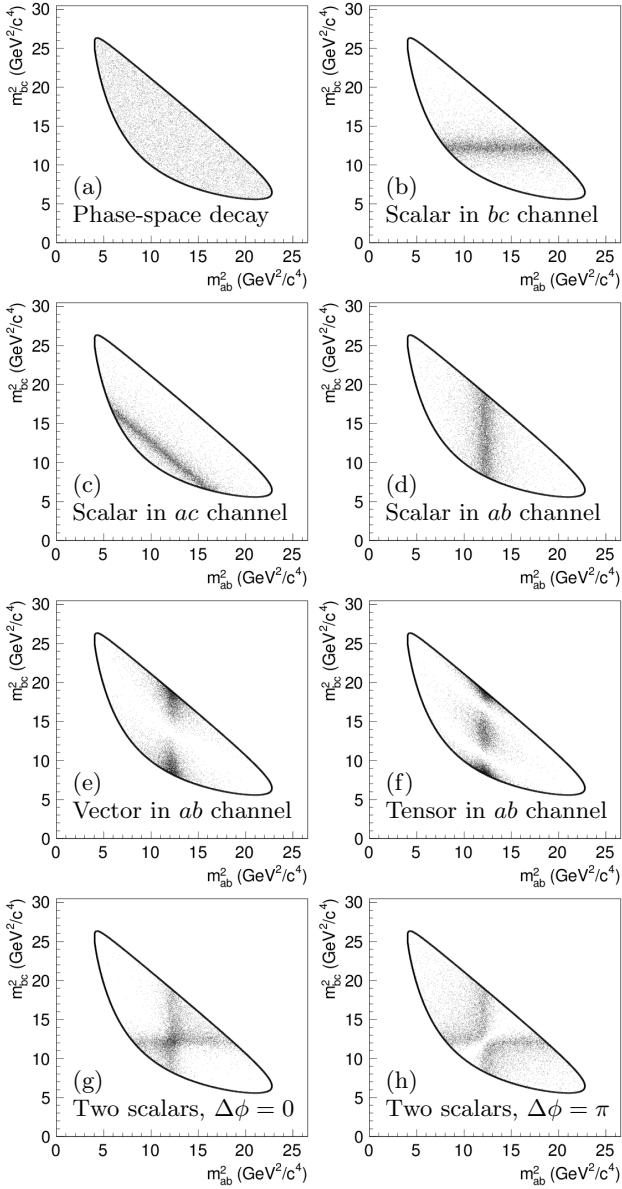 30
25
20
15
10
5
0
m²bc (GeV²/c⁴)
(a)
Phase-space decay
0 5 10 15 20 25
m²ab (GeV²/c⁴)
30
25
20
15
10
5
0
m²bc (GeV²/c⁴)
(b)
Scalar in bc channel
0 5 10 15 20 25
m²ab (GeV²/c⁴)
30
25
20
15
10
5
0
m²bc (GeV²/c⁴)
(c)
Scalar in ac channel
0 5 10 15 20 25
m²ab (GeV²/c⁴)
30
25
20
15
10
5
0
m²bc (GeV²/c⁴)
(d)
Scalar in ab channel
0 5 10 15 20 25
m²ab (GeV²/c⁴)
30
25
20
15
10
5
0
m²bc (GeV²/c⁴)
(e)
Vector in ab channel
0 5 10 15 20 25
m²ab (GeV²/c⁴)
30
25
20
15
10
5
0
m²bc (GeV²/c⁴)
(f)
Tensor in ab channel
0 5 10 15 20 25
m²ab (GeV²/c⁴)
30
25
20
15
10
5
0
m²bc (GeV²/c⁴)
(g)
Two scalars, Δϕ = 0
0 5 10 15 20 25
m²ab (GeV²/c⁴)
30
25
20
15
10
5
0
m²bc (GeV²/c⁴)
(h)
Two scalars, Δϕ = π
0 5 10 15 20 25
m²ab (GeV²/c⁴)